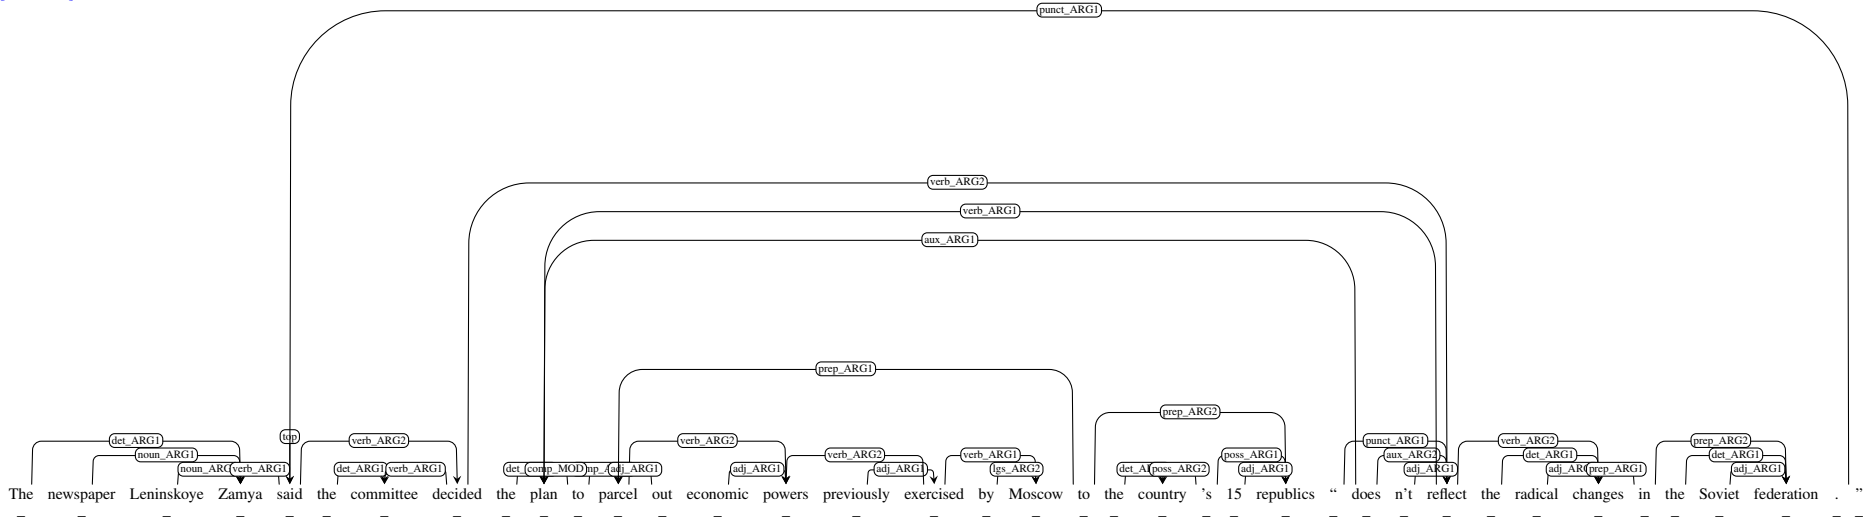 punct_ARG1
verb_ARG2
verb_ARG1
aux_ARG1
prep_ARG1
prep_ARG2
det_ARG1 top verb_ARG2 verb_ARG2 punct_ARG1 verb_ARG2 prep_ARG2
noun_ARG1 verb_ARG2 verb_ARG1 poss_ARG1 aux_ARG2 det_ARG1 det_ARG1
verb_ARG1 det_ARG1 verb_ARG1 comp_MOD adj_ARG1 adj_ARG1 adj_ARG1 lgs_ARG2 poss_ARG2 adj_ARG1 adj_ARG1 prep_ARG1 adj_ARG1
The newspaper Leninskoye Zamya said the committee decided the plan to parcel out economic powers previously exercised by Moscow to the country 's 15 republics “ does n't reflect the radical changes in the Soviet federation . ”